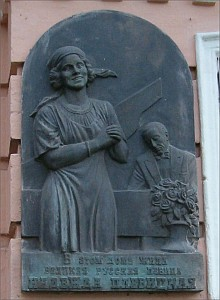 В этом доме жила
великая русская певица
Надежда Плевицкая